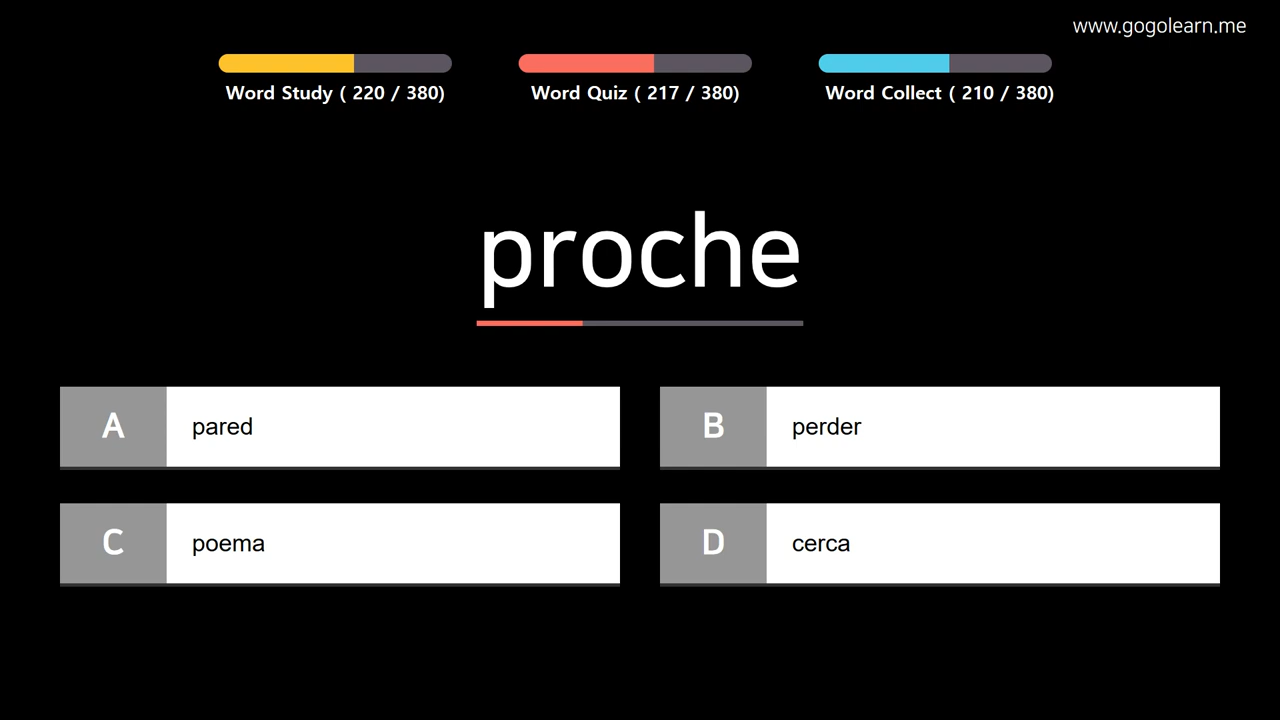 www.gogolearn.me
Word Study ( 220 / 380)
Word Quiz ( 217 / 380)
Word Collect ( 210 / 380)
proche
A pared
B perder
C poema
D cerca